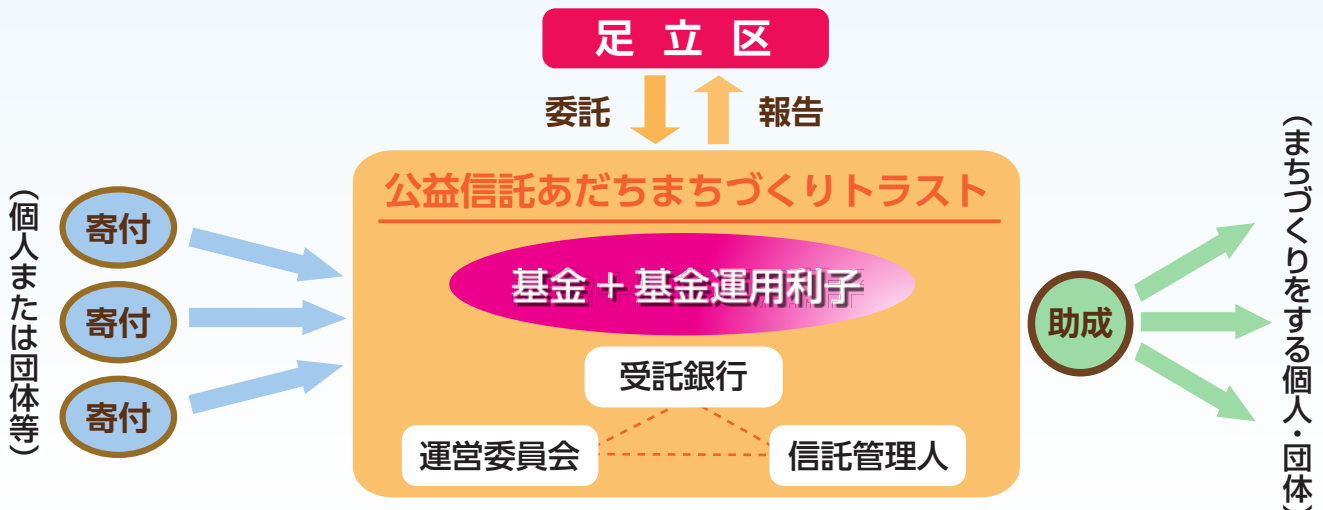 足立区
委託
報告
公益信託あだちまちづくりトラスト
(個人または団体等)
寄付
寄付
寄付
基金+基金運用利子
受託銀行
運営委員会
信託管理人
助成
(まちづくりをする個人・団体)